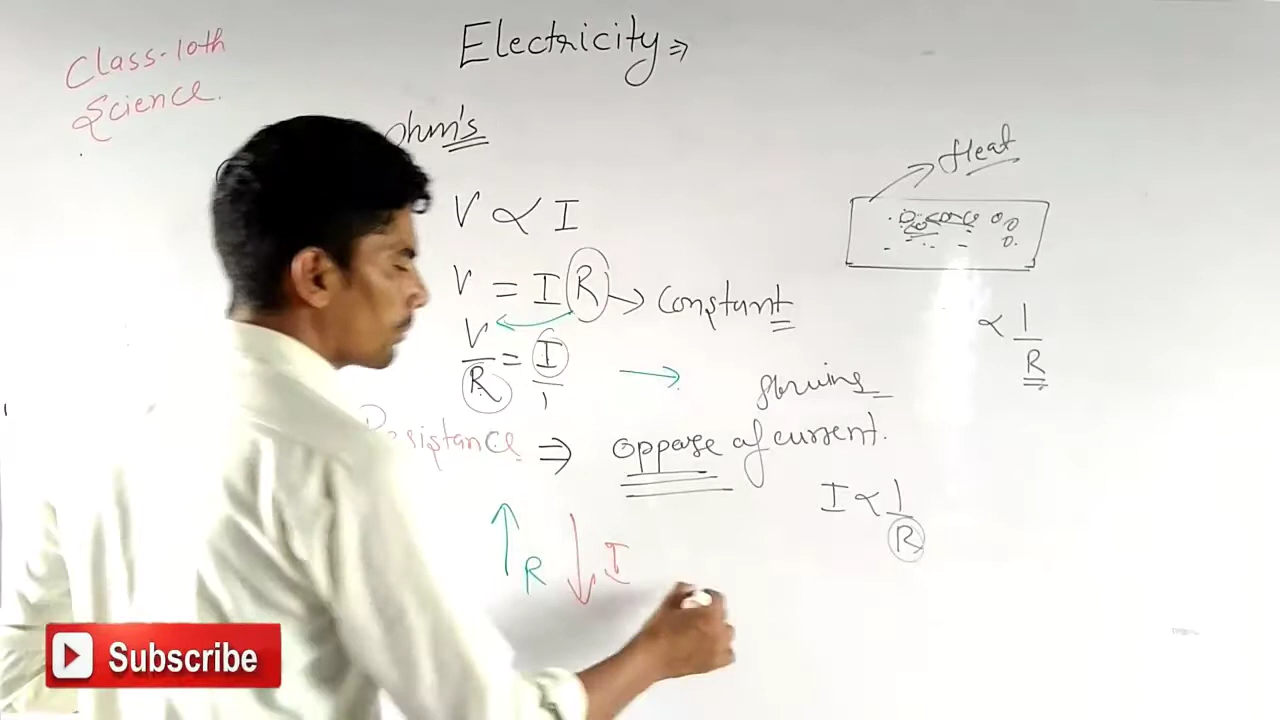 Class-10th
Science.
Electricity ⇒
ohm's
V ∝ I
V = I R → Constant
V/R = I/1
Resistance ⇒ oppose of current.
flowing
I ∝ 1/R
↑ R ↓ I
Heat
∝ 1/R
Subscribe